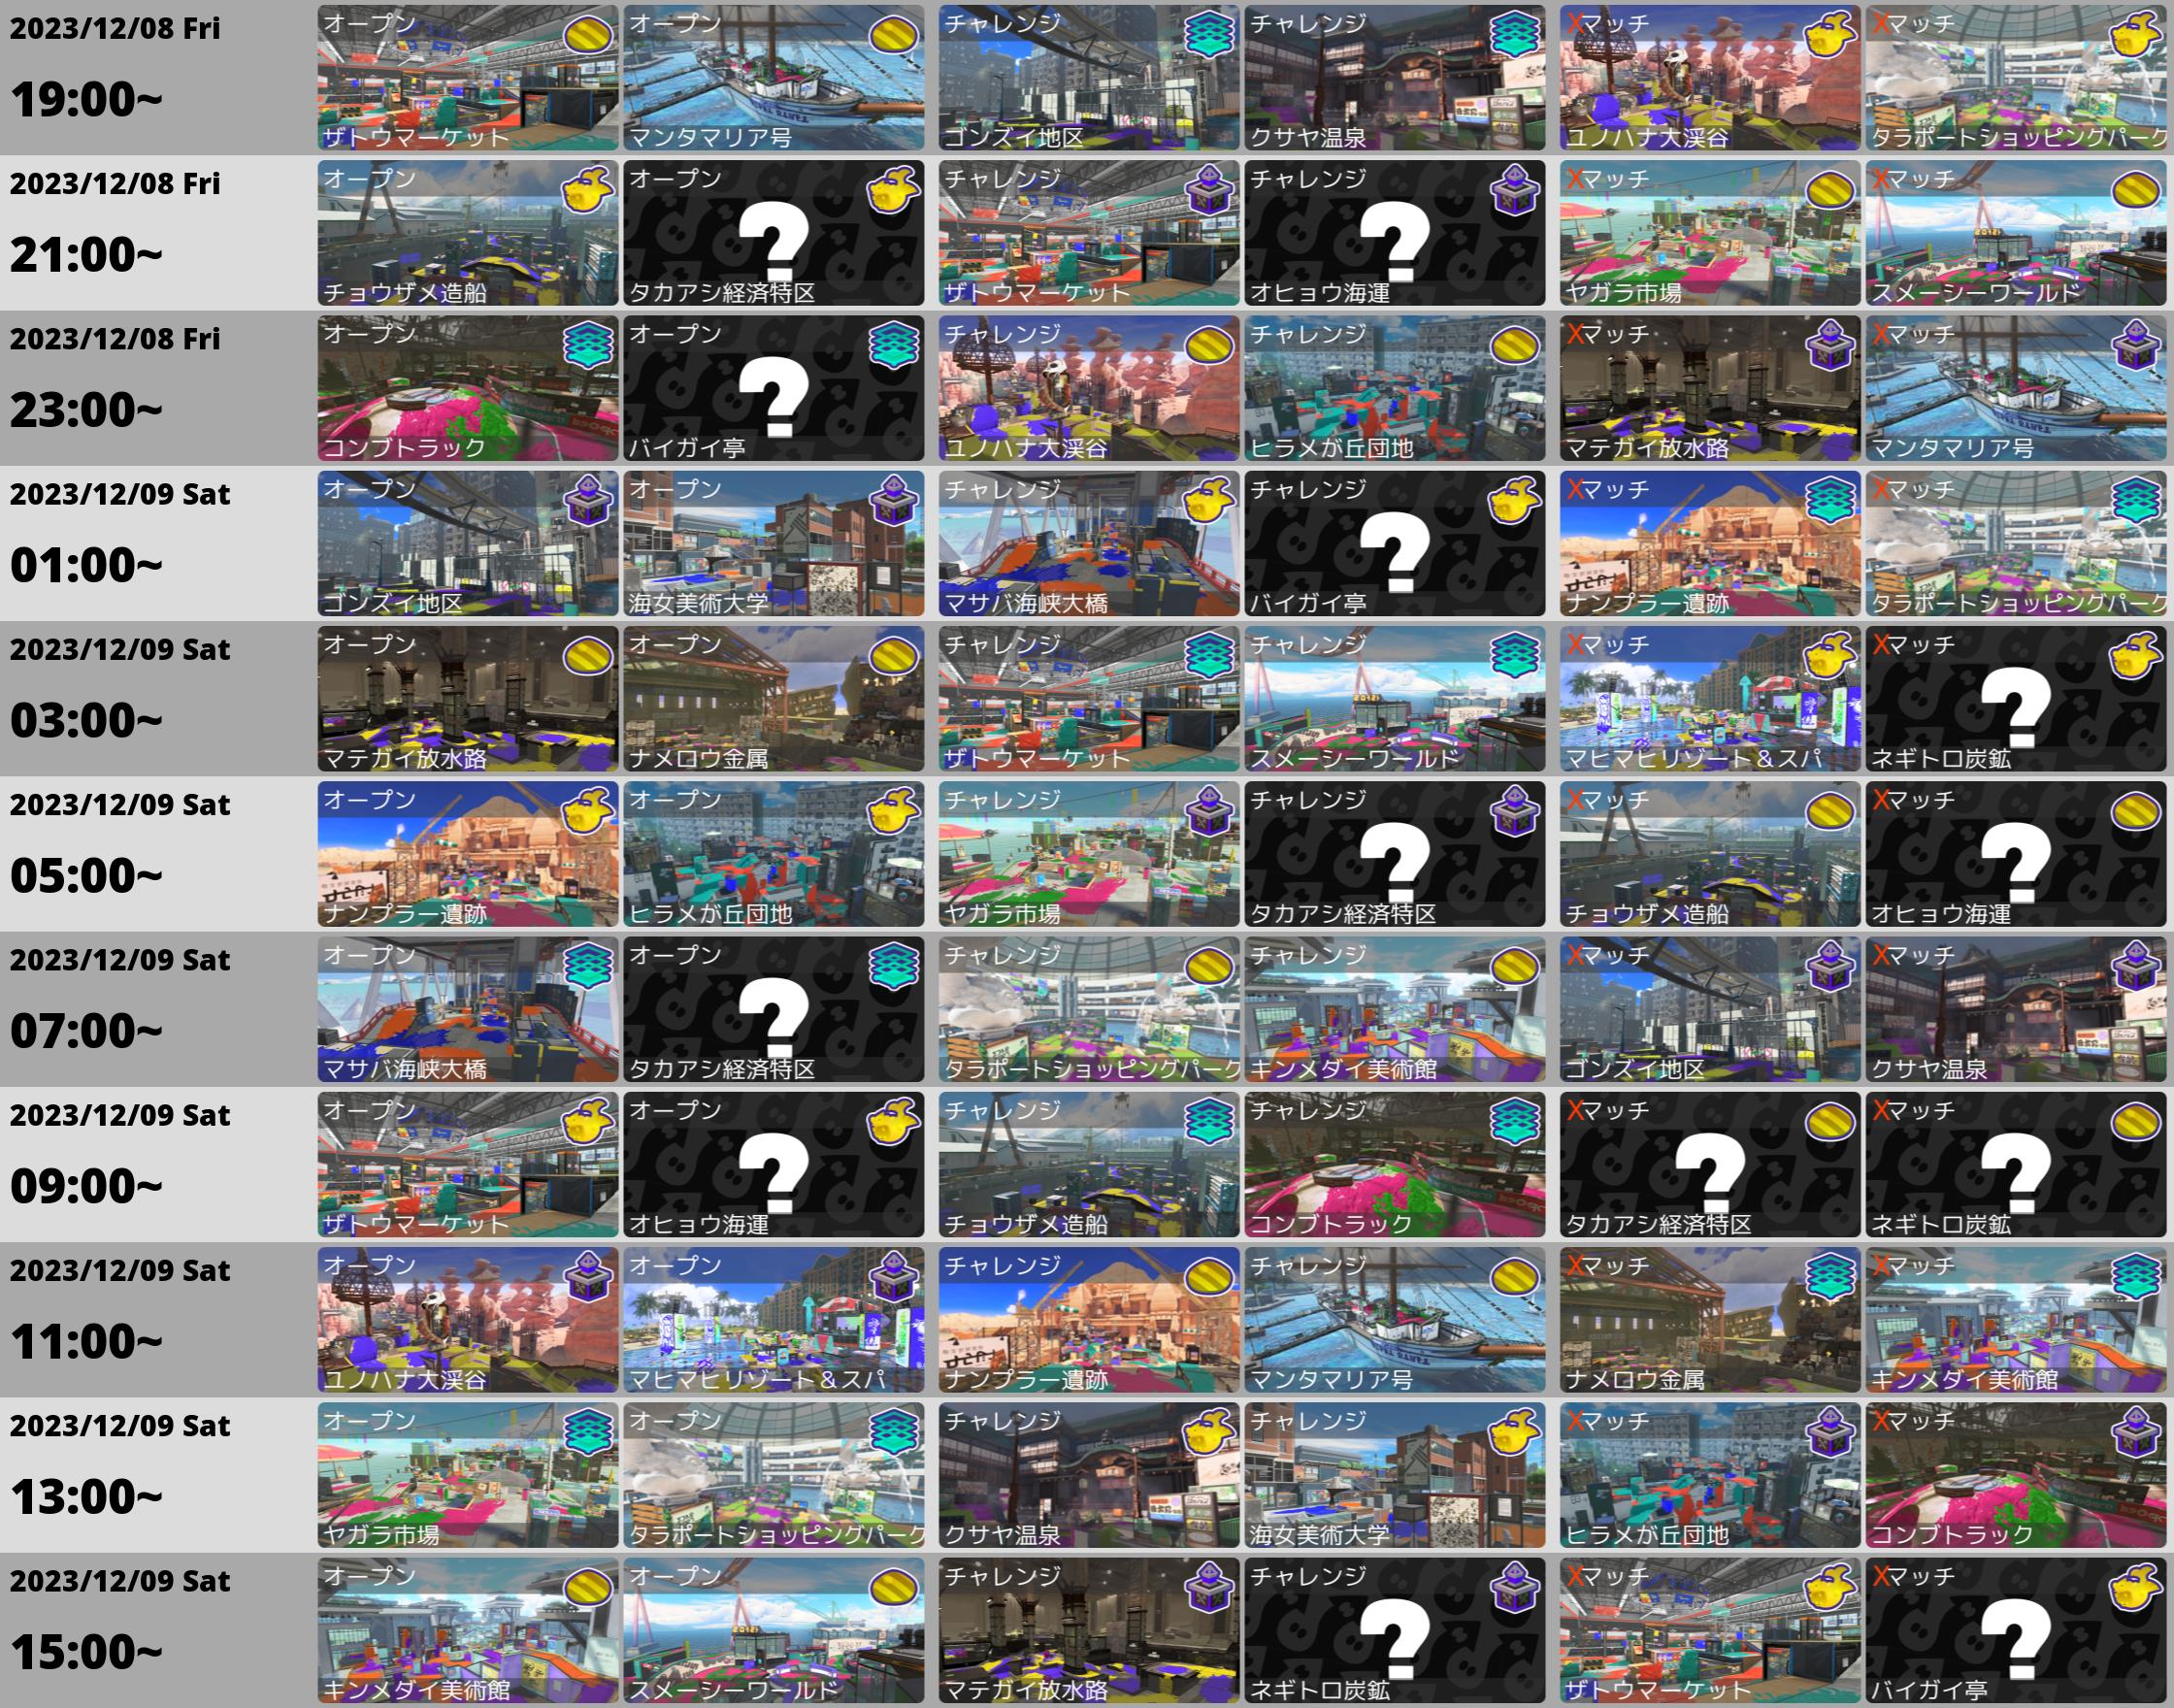 2023/12/08 Fri
19:00~
オープン
ザトウマーケット
オープン
マンタマリア号
チャレンジ
ゴンズイ地区
チャレンジ
クサヤ温泉
Xマッチ
ユノハナ大渓谷
Xマッチ
タラポートショッピングパーク
2023/12/08 Fri
21:00~
オープン
チョウザメ造船
オープン
?
タカアシ経済特区
チャレンジ
ザトウマーケット
チャレンジ
?
オヒョウ海運
Xマッチ
ヤガラ市場
Xマッチ
スメーシーワールド
2023/12/08 Fri
23:00~
オープン
コンブトラック
オープン
?
バイガイ亭
チャレンジ
ユノハナ大渓谷
チャレンジ
ヒラメが丘団地
Xマッチ
マテガイ放水路
Xマッチ
マンタマリア号
2023/12/09 Sat
01:00~
オープン
ゴンズイ地区
オープン
海女美術大学
チャレンジ
マサバ海峡大橋
チャレンジ
?
バイガイ亭
Xマッチ
ナンプラー遺跡
Xマッチ
タラポートショッピングパーク
2023/12/09 Sat
03:00~
オープン
マテガイ放水路
オープン
ナメロウ金属
チャレンジ
ザトウマーケット
チャレンジ
スメーシーワールド
Xマッチ
マヒマヒリゾート&スパ
Xマッチ
?
ネギトロ炭鉱
2023/12/09 Sat
05:00~
オープン
ナンプラー遺跡
オープン
ヒラメが丘団地
チャレンジ
ヤガラ市場
チャレンジ
?
タカアシ経済特区
Xマッチ
チョウザメ造船
Xマッチ
?
オヒョウ海運
2023/12/09 Sat
07:00~
オープン
マサバ海峡大橋
オープン
?
タカアシ経済特区
チャレンジ
タラポートショッピングパーク
チャレンジ
キンメダイ美術館
Xマッチ
ゴンズイ地区
Xマッチ
クサヤ温泉
2023/12/09 Sat
09:00~
オープン
ザトウマーケット
オープン
?
オヒョウ海運
チャレンジ
チョウザメ造船
チャレンジ
コンブトラック
Xマッチ
?
タカアシ経済特区
Xマッチ
?
ネギトロ炭鉱
2023/12/09 Sat
11:00~
オープン
ユノハナ大渓谷
オープン
マヒマヒリゾート&スパ
チャレンジ
ナンプラー遺跡
チャレンジ
マンタマリア号
Xマッチ
ナメロウ金属
Xマッチ
キンメダイ美術館
2023/12/09 Sat
13:00~
オープン
ヤガラ市場
オープン
タラポートショッピングパーク
チャレンジ
クサヤ温泉
チャレンジ
海女美術大学
Xマッチ
ヒラメが丘団地
Xマッチ
コンブトラック
2023/12/09 Sat
15:00~
オープン
キンメダイ美術館
オープン
スメーシーワールド
チャレンジ
マテガイ放水路
チャレンジ
?
ネギトロ炭鉱
Xマッチ
ザトウマーケット
Xマッチ
?
バイガイ亭